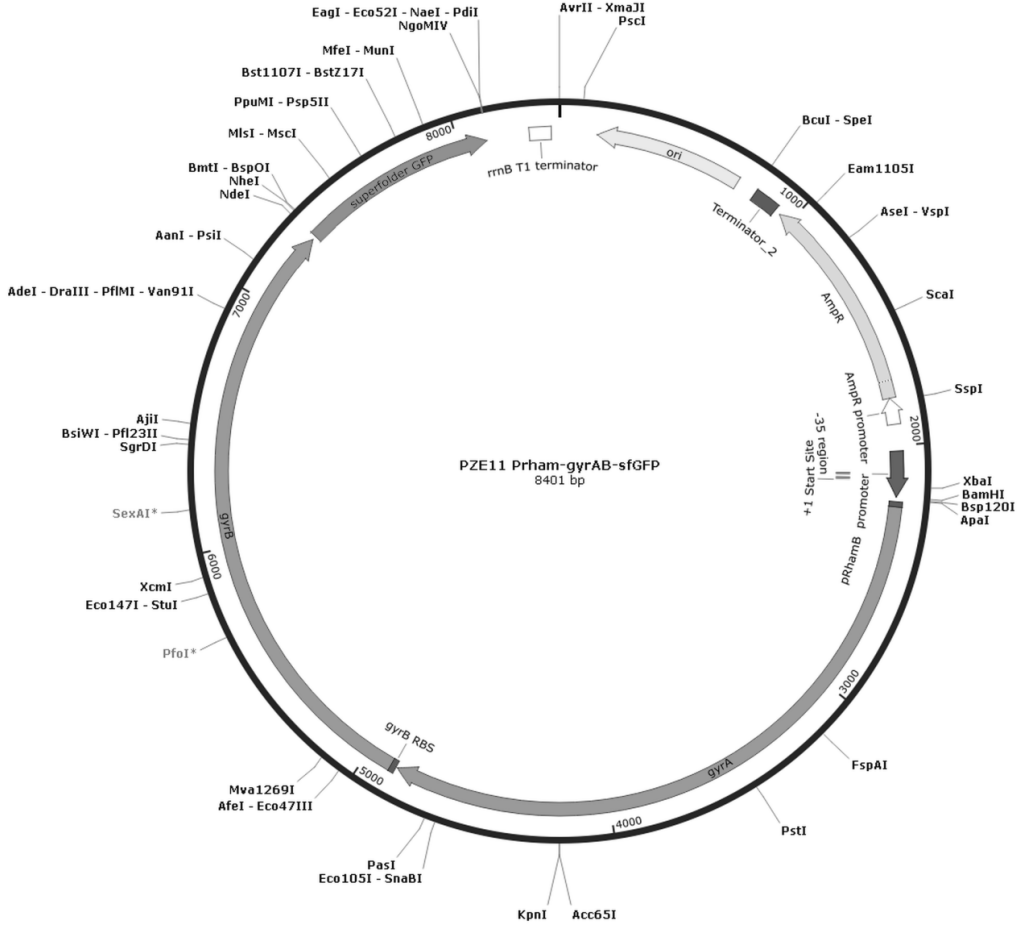 AvrII - XmaJI
PscI
EagI - Eco52I - NaeI - PdiI
NgoMIV
MfeI - MunI
Bst1107I - BstZ17I
PpuMI - Psp5II
MlsI - MscI
BmtI - BspOI
NheI
NdeI
AanI - PsiI
AdeI - DraIII - PflMI - Van91I
AjiI
BsiWI - Pfl23II
SgrDI
SexAI*
XcmI
Eco147I - StuI
PfoI*
Mva1269I
AfeI - Eco47III
PasI
Eco105I - SnaBI
KpnI
Acc65I
PstI
FspAI
BcuI - SpeI
Eam1105I
AseI - VspI
ScaI
SspI
XbaI
BamHI
Bsp120I
ApaI
8000
1000
2000
3000
4000
5000
6000
7000
superfolder GFP
rrnB T1 terminator
ori
Terminator_2
AmpR
AmpR promoter
-35 region
+1 Start Site
pRhamB promoter
gyrA
gyrB RBS
gyrB
PZE11 Prham-gyrAB-sfGFP
8401 bp